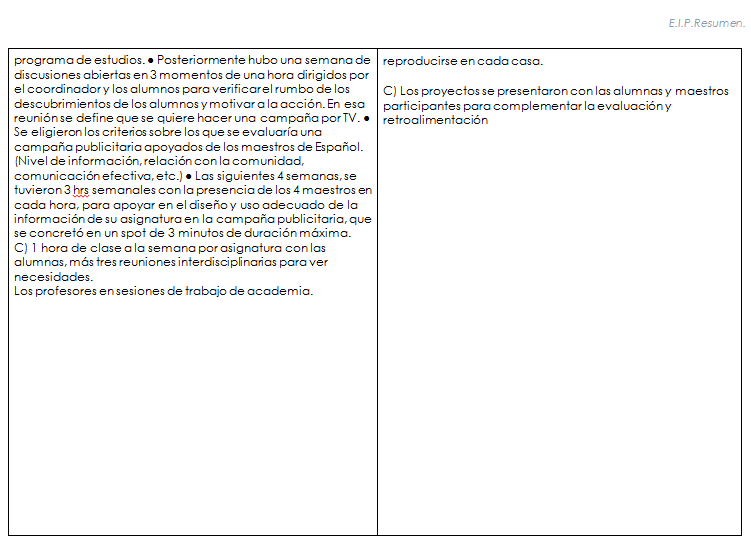 E.I.P.Resumen.
programa de estudios. ● Posteriormente hubo una semana de
discusiones abiertas en 3 momentos de una hora dirigidos por
el coordinador y los alumnos para verificar el rumbo de los
descubrimientos de los alumnos y motivar a la acción. En esa
reunión se define que se quiere hacer una campaña por TV. ●
Se eligieron los criterios sobre los que se evaluaría una
campaña publicitaria apoyados de los maestros de Español.
(Nivel de información, relación con la comunidad,
comunicación efectiva, etc.) ● Las siguientes 4 semanas, se
tuvieron 3 hrs semanales con la presencia de los 4 maestros en
cada hora, para apoyar en el diseño y uso adecuado de la
información de su asignatura en la campaña publicitaria, que
se concretó en un spot de 3 minutos de duración máxima.
C) 1 hora de clase a la semana por asignatura con las
alumnas, más tres reuniones interdisciplinarias para ver
necesidades.
Los profesores en sesiones de trabajo de academia.
reproducirse en cada casa.
C) Los proyectos se presentaron con las alumnas y maestros
participantes para complementar la evaluación y
retroalimentación